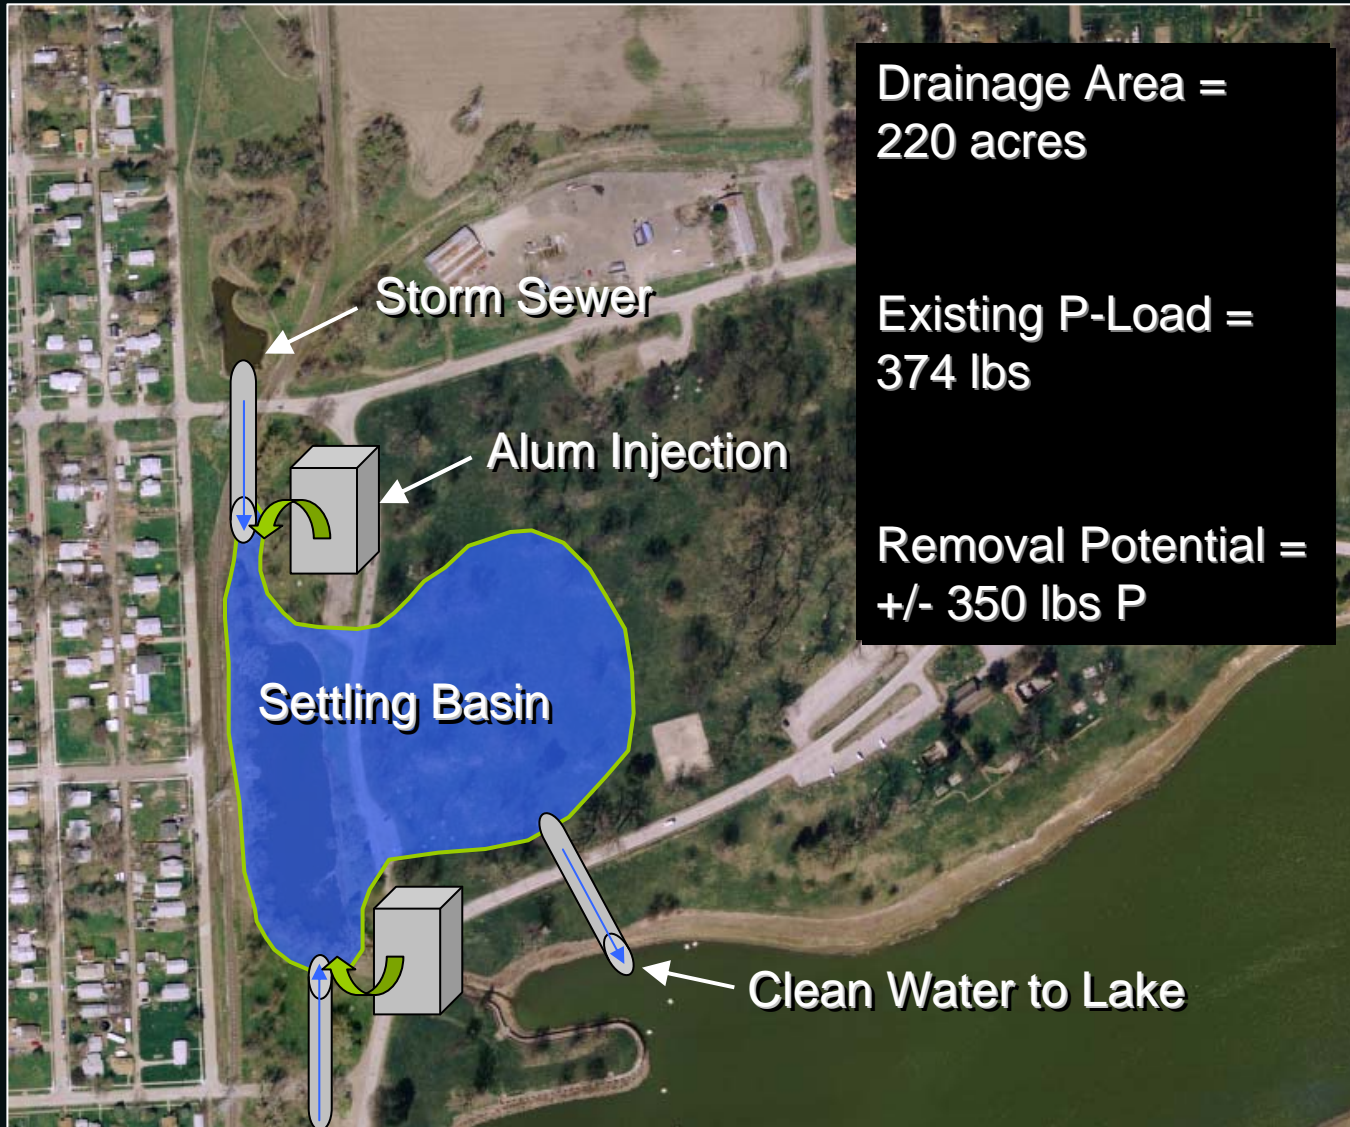 Drainage Area =
220 acres
Existing P-Load =
374 lbs
Removal Potential =
+/- 350 lbs P
Storm Sewer
Alum Injection
Settling Basin
Clean Water to Lake